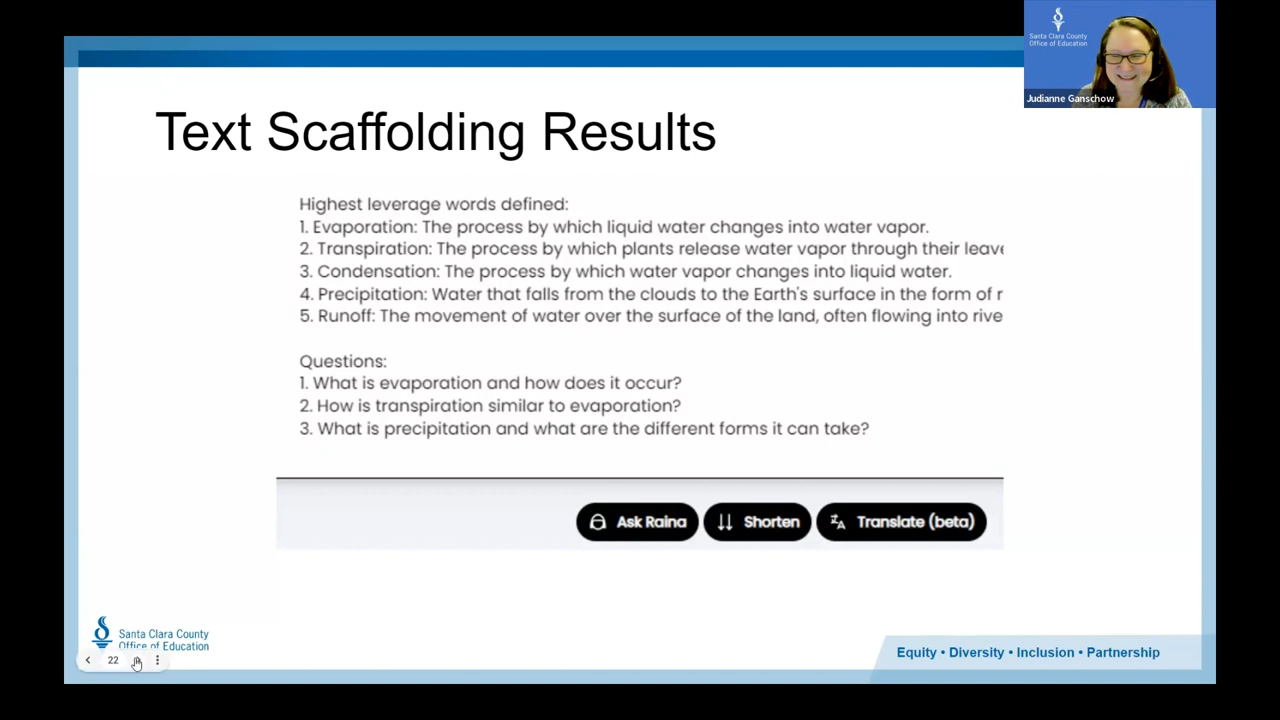 Santa Clara County
Office of Education
Judianne Ganschow
Text Scaffolding Results
Highest leverage words defined:
1. Evaporation: The process by which liquid water changes into water vapor.
2. Transpiration: The process by which plants release water vapor through their leave
3. Condensation: The process by which water vapor changes into liquid water.
4. Precipitation: Water that falls from the clouds to the Earth's surface in the form of r
5. Runoff: The movement of water over the surface of the land, often flowing into rive
Questions:
1. What is evaporation and how does it occur?
2. How is transpiration similar to evaporation?
3. What is precipitation and what are the different forms it can take?
Ask Raina
Shorten
Translate (beta)
Santa Clara County
Office of Education
22
Equity • Diversity • Inclusion • Partnership